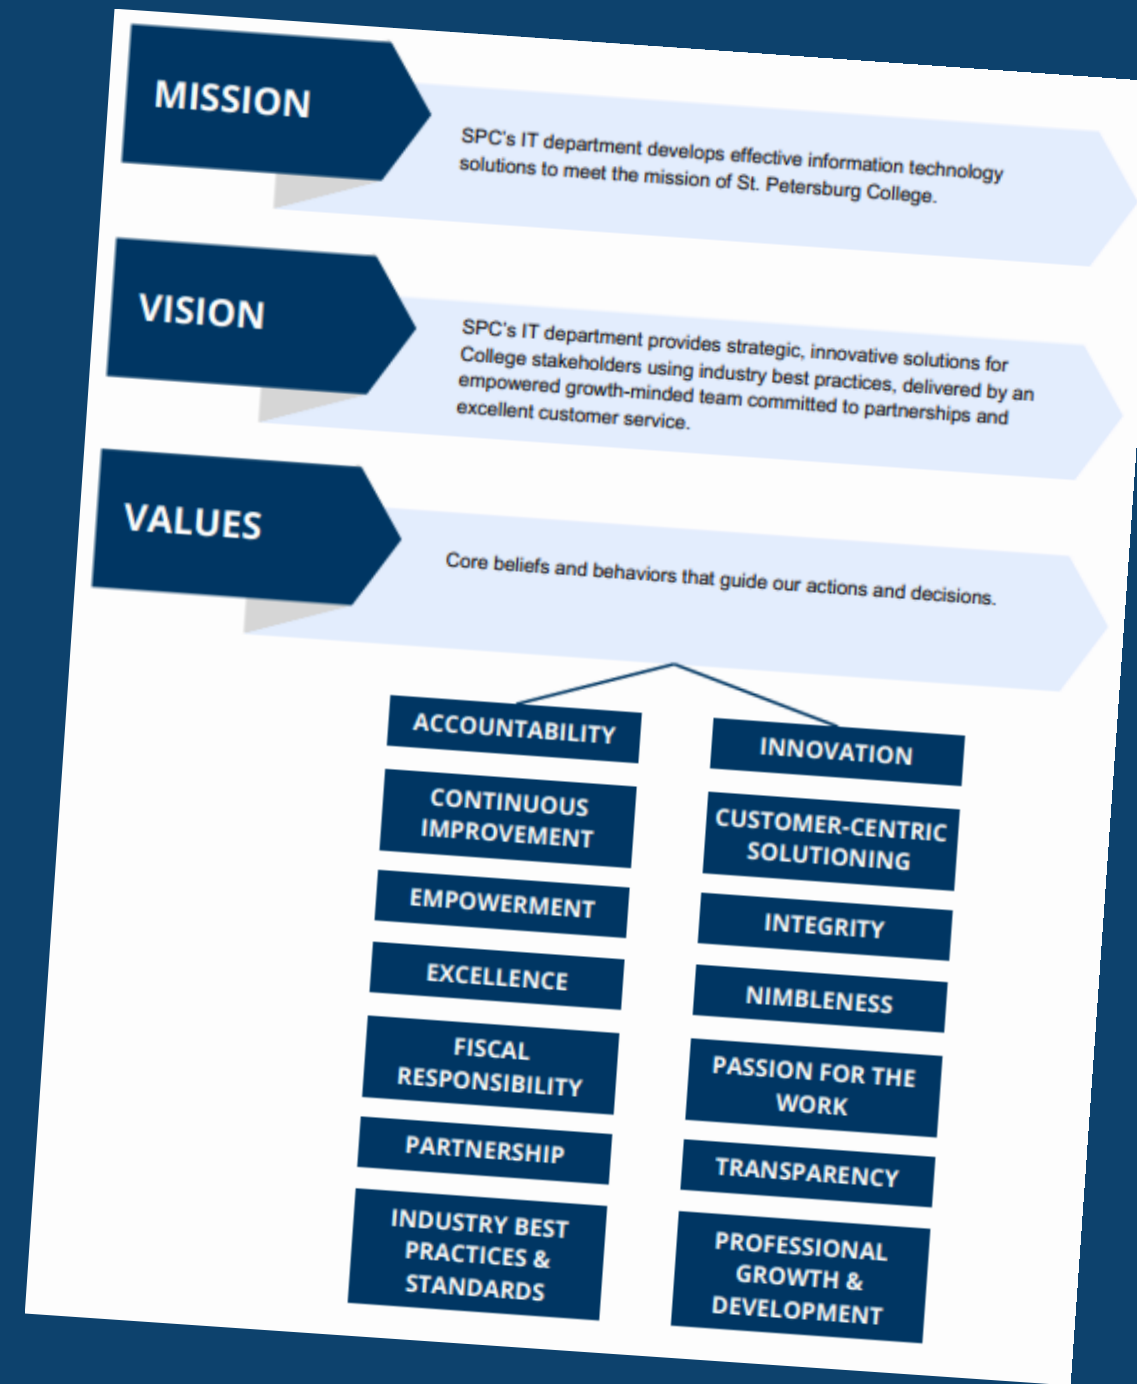 MISSION
SPC's IT department develops effective information technology
solutions to meet the mission of St. Petersburg College.
VISION
SPC's IT department provides strategic, innovative solutions for
College stakeholders using industry best practices, delivered by an
empowered growth-minded team committed to partnerships and
excellent customer service.
VALUES
Core beliefs and behaviors that guide our actions and decisions.
ACCOUNTABILITY
CONTINUOUS
IMPROVEMENT
EMPOWERMENT
EXCELLENCE
FISCAL
RESPONSIBILITY
PARTNERSHIP
INDUSTRY BEST
PRACTICES &
STANDARDS
INNOVATION
CUSTOMER-CENTRIC
SOLUTIONING
INTEGRITY
NIMBLENESS
PASSION FOR THE
WORK
TRANSPARENCY
PROFESSIONAL
GROWTH &
DEVELOPMENT